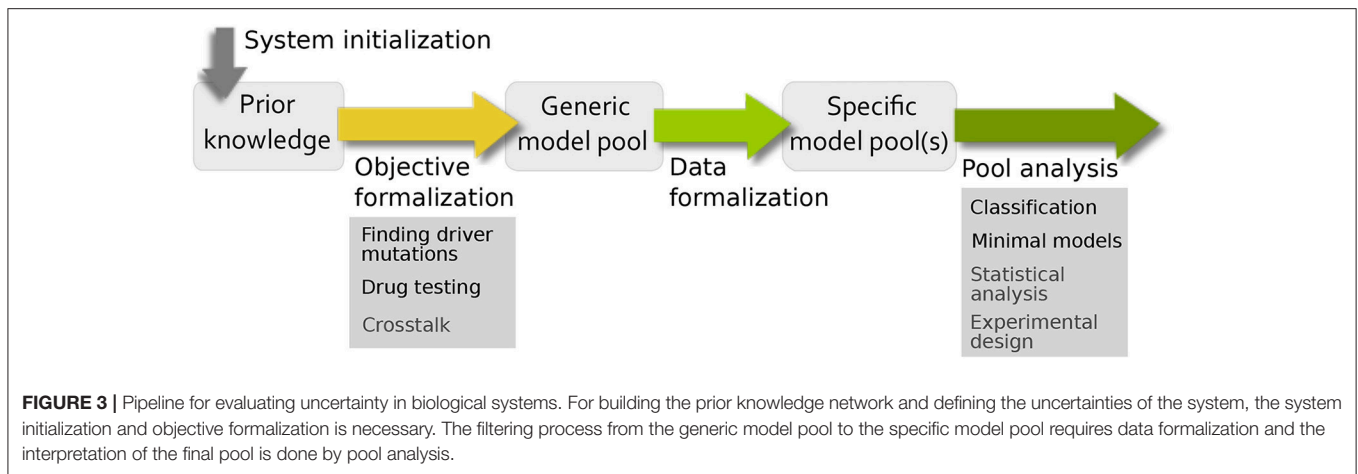 System initialization
Prior
knowledge
Generic
model pool
Specific
model pool(s)
Objective
formalization
Data
formalization
Pool analysis
Finding driver
mutations
Drug testing
Crosstalk
Classification
Minimal models
Statistical
analysis
Experimental
design
FIGURE 3 | Pipeline for evaluating uncertainty in biological systems. For building the prior knowledge network and defining the uncertainties of the system, the system
initialization and objective formalization is necessary. The filtering process from the generic model pool to the specific model pool requires data formalization and the
interpretation of the final pool is done by pool analysis.